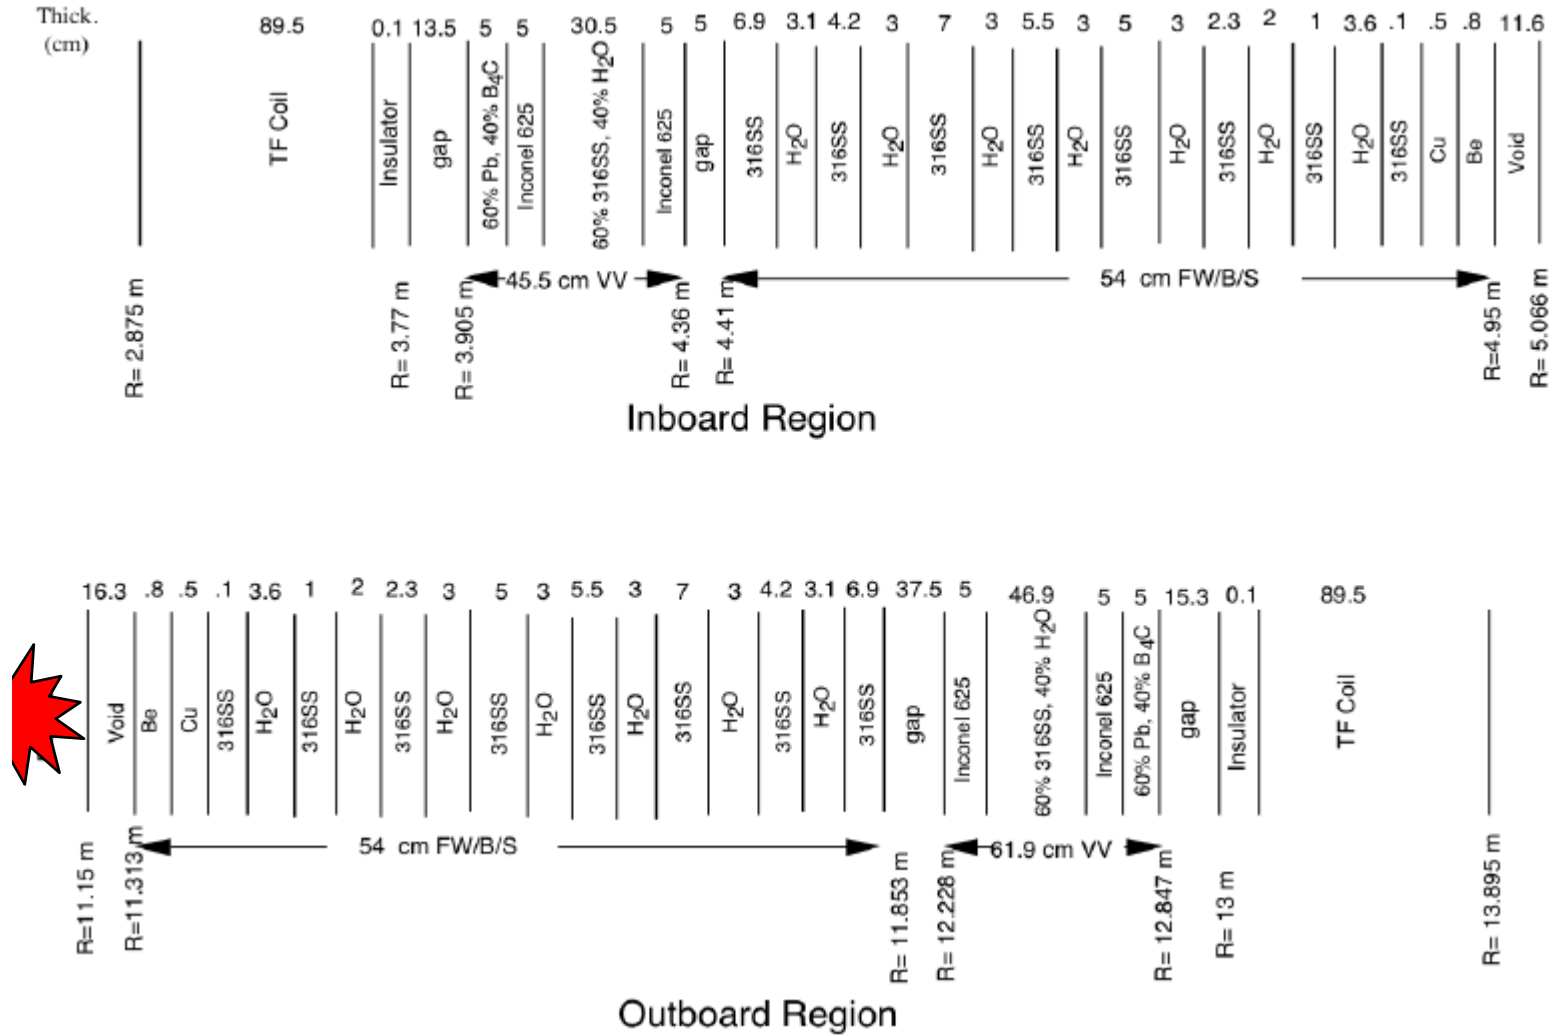 Thick. 89.5 0.1 13.5 5 5 30.5 5 5 6.9 3.1 4.2 3 7 3 5.5 3 5 3 2.3 2 1 3.6 .1 .5 .8 11.6
(cm)
TF Coil
Insulator
gap
60% Pb, 40% B₄C
Inconel 625
60% 316SS, 40% H₂O
Inconel 625
gap
316SS
H₂O
316SS
H₂O
316SS
H₂O
316SS
H₂O
316SS
H₂O
316SS
H₂O
316SS
H₂O
316SS
Cu
Be
Void
45.5 cm VV
54 cm FW/B/S
R= 2.875 m
R= 3.77 m
R= 3.905 m
R= 4.36 m
R= 4.41 m
R=4.95 m
R= 5.066 m
Inboard Region
16.3 .8 .5 .1 3.6 1 2 2.3 3 5 3 5.5 3 7 3 4.2 3.1 6.9 37.5 5 46.9 5 5 15.3 0.1 89.5
Void
Be
Cu
316SS
H₂O
316SS
H₂O
316SS
H₂O
316SS
H₂O
316SS
H₂O
316SS
H₂O
316SS
H₂O
316SS
gap
Inconel 625
60% 316SS, 40% H₂O
Inconel 625
60% Pb, 40% B₄C
gap
Insulator
TF Coil
54 cm FW/B/S
61.9 cm VV
R=11.15 m
R=11.313 m
R= 11.853 m
R= 12.228 m
R= 12.847 m
R= 13 m
R= 13.895 m
Outboard Region